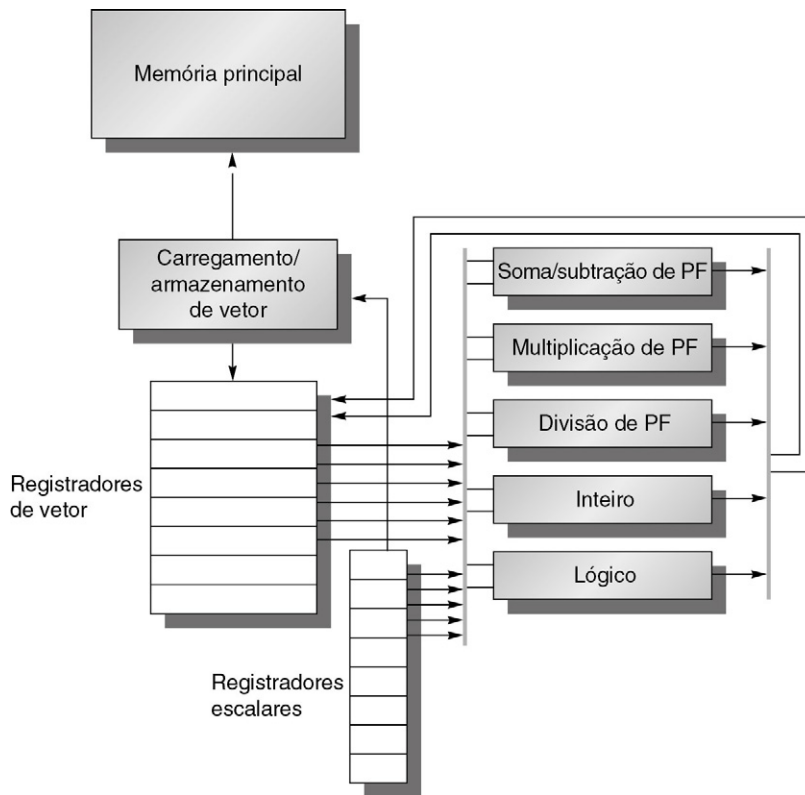 Memória principal
Carregamento/
armazenamento
de vetor
Soma/subtração de PF
Multiplicação de PF
Divisão de PF
Inteiro
Lógico
Registradores
de vetor
Registradores
escalares